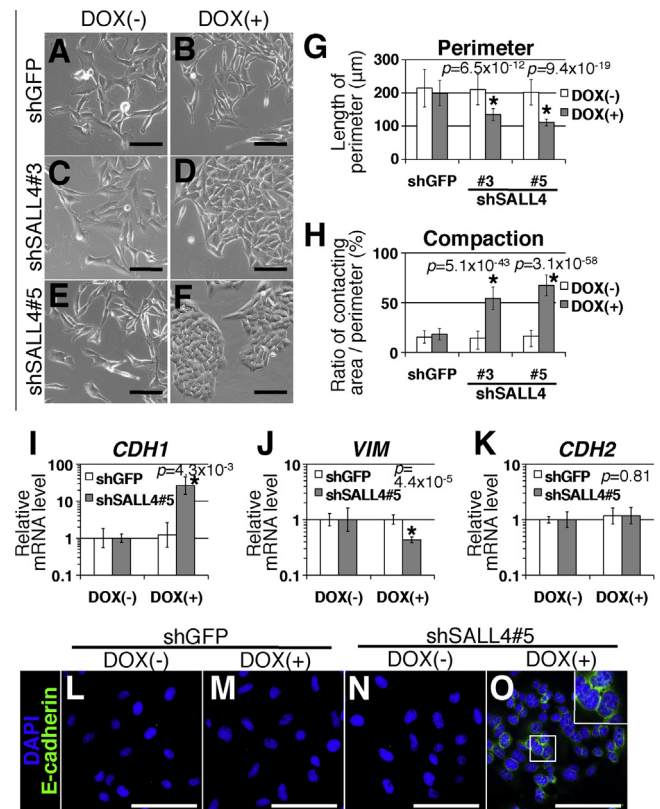 DOX(-) DOX(+)
shGFP
A B
shSALL4#3
C D
shSALL4#5
E F
G
Perimeter
p=6.5x10-12 p=9.4x10-19
Length of
perimeter (μm)
300
200
100
0
* *
DOX(-)
DOX(+)
shGFP #3 #5
shSALL4
H
Compaction
p=5.1x10-43 p=3.1x10-58
Ratio of contacting
area / perimeter (%)
100
50
0
* *
DOX(-)
DOX(+)
shGFP #3 #5
shSALL4
I
CDH1
p=4.3x10-3
shGFP
shSALL4#5
*
Relative
mRNA level
100
10
1
0.1
DOX(-) DOX(+)
J
VIM
p=
4.4x10-5
shGFP
shSALL4#5
*
Relative
mRNA level
10
1
0.1
DOX(-) DOX(+)
K
CDH2
p=0.81
shGFP
shSALL4#5
Relative
mRNA level
10
1
0.1
DOX(-) DOX(+)
shGFP shSALL4#5
DOX(-) DOX(+) DOX(-) DOX(+)
DAPI
E-cadherin
L M N O